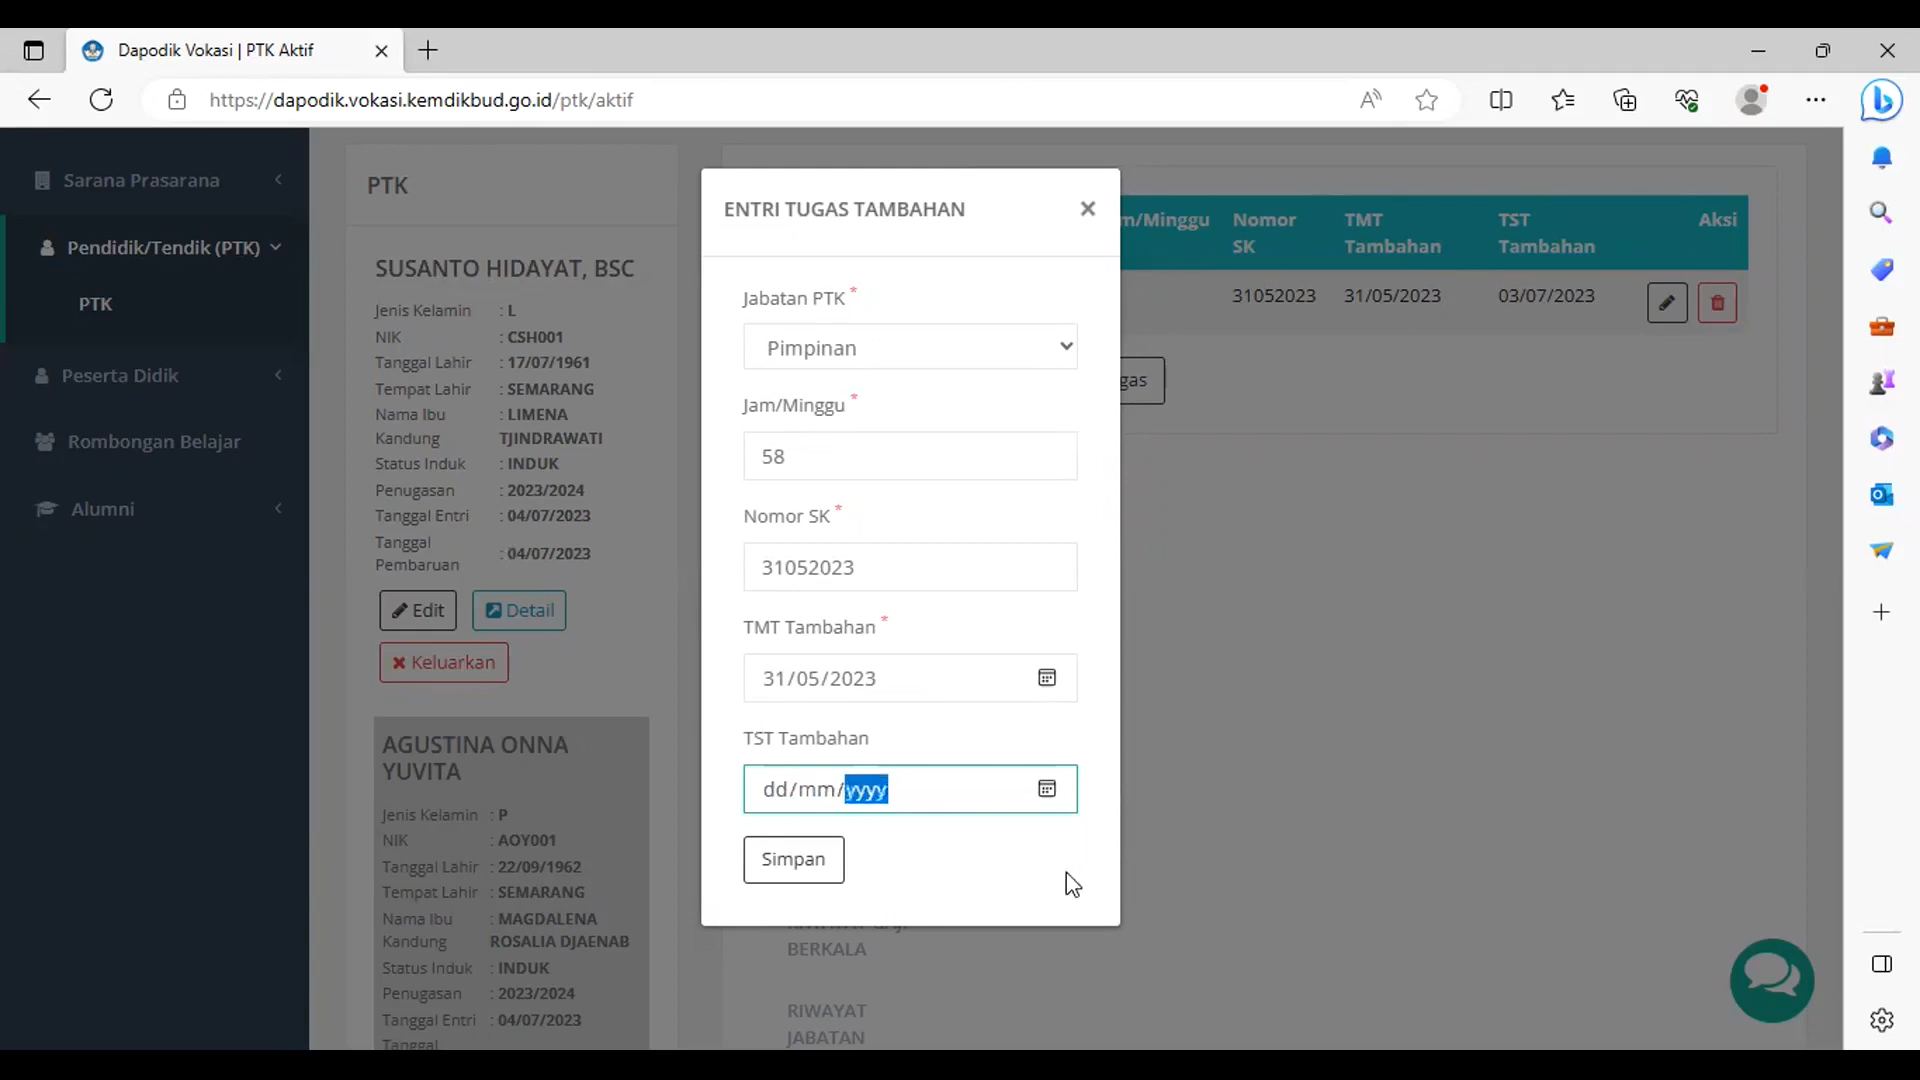 Dapodik Vokasi | PTK Aktif
https://dapodik.vokasi.kemdikbud.go.id/ptk/aktif
Sarana Prasarana
Pendidik/Tendik (PTK)
PTK
Peserta Didik
Rombongan Belajar
Alumni
PTK
SUSANTO HIDAYAT, BSC
Jenis Kelamin : L
NIK : CSH001
Tanggal Lahir : 17/07/1961
Tempat Lahir : SEMARANG
Nama Ibu : LIMENA
Kandung TJINDRAWATI
Status Induk : INDUK
Penugasan : 2023/2024
Tanggal Entri : 04/07/2023
Tanggal
Pembaruan : 04/07/2023
Edit Detail
Keluarkan
AGUSTINA ONNA
YUVITA
Jenis Kelamin : P
NIK : AOY001
Tanggal Lahir : 22/09/1962
Tempat Lahir : SEMARANG
Nama Ibu : MAGDALENA
Kandung ROSALIA DJAENAB
Status Induk : INDUK
Penugasan : 2023/2024
Tanggal Entri : 04/07/2023
Tanggal
ENTRI TUGAS TAMBAHAN
Jabatan PTK *
Pimpinan
Jam/Minggu *
58
Nomor SK *
31052023
TMT Tambahan *
31/05/2023
TST Tambahan
dd/mm/yyyy
Simpan
m/Minggu Nomor SK TMT Tambahan TST Tambahan Aksi
31052023 31/05/2023 03/07/2023
gas
BERKALA
RIWAYAT
JABATAN